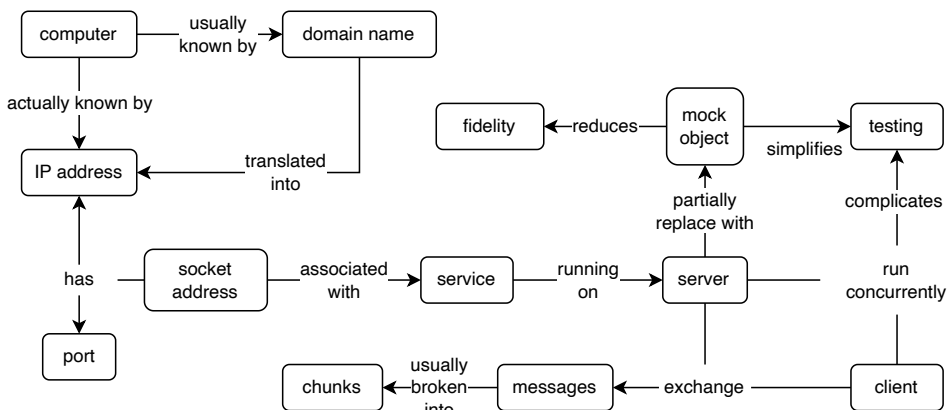 computer
usually
known by
domain name
actually known by
fidelity
reduces
mock
object
simplifies
testing
IP address
translated
into
partially
replace with
complicates
has
socket
address
associated
with
service
running
on
server
run
concurrently
port
chunks
usually
broken
into
messages
exchange
client